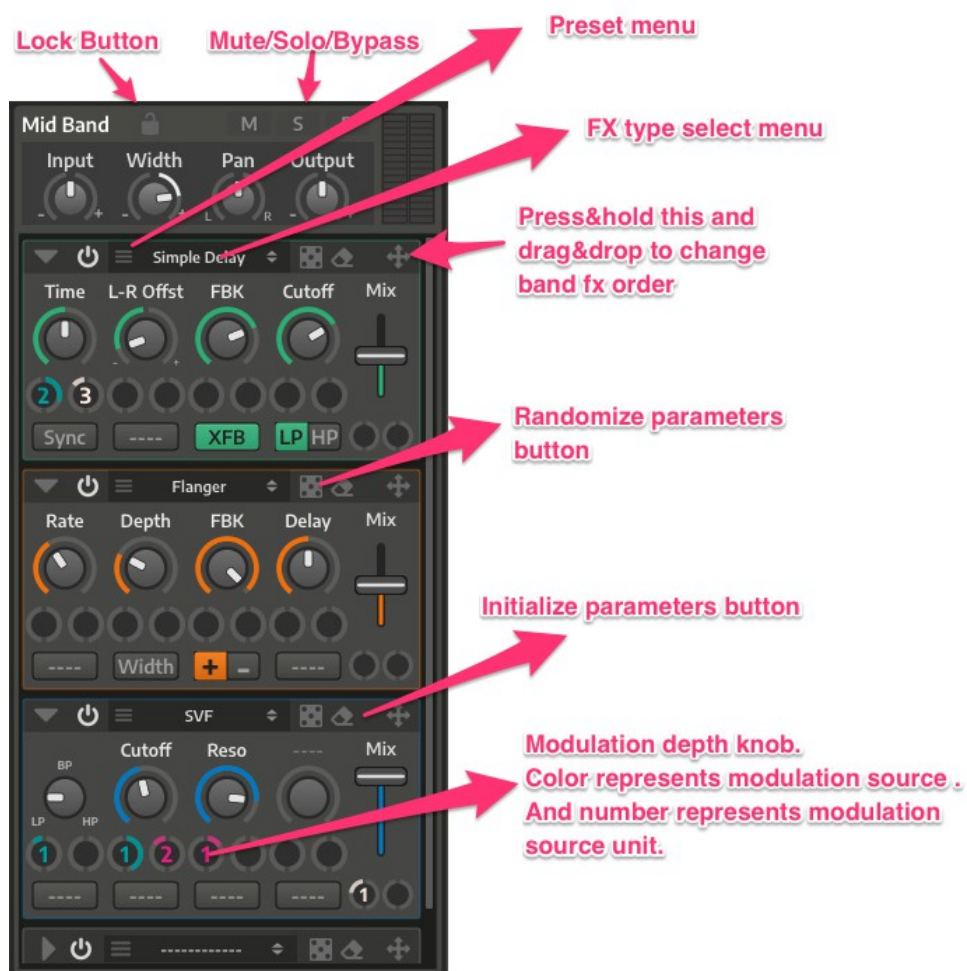 Preset menu
Lock Button
Mute/Solo/Bypass
Mid Band
M S
FX type select menu
Input Width Pan Output
- + - + L R - +
Press&hold this and
drag&drop to change
band fx order
Simple Delay
Time L-R Offst FBK Cutoff Mix
- +
2 3
Sync ---- XFB LP HP
Randomize parameters
button
Flanger
Rate Depth FBK Delay Mix
---- Width + - ----
Initialize parameters button
SVF
Cutoff Reso ---- Mix
BP
LP HP
Modulation depth knob.
Color represents modulation source .
And number represents modulation
source unit.
1 1 2 1
---- ---- ---- ---- 1
------------